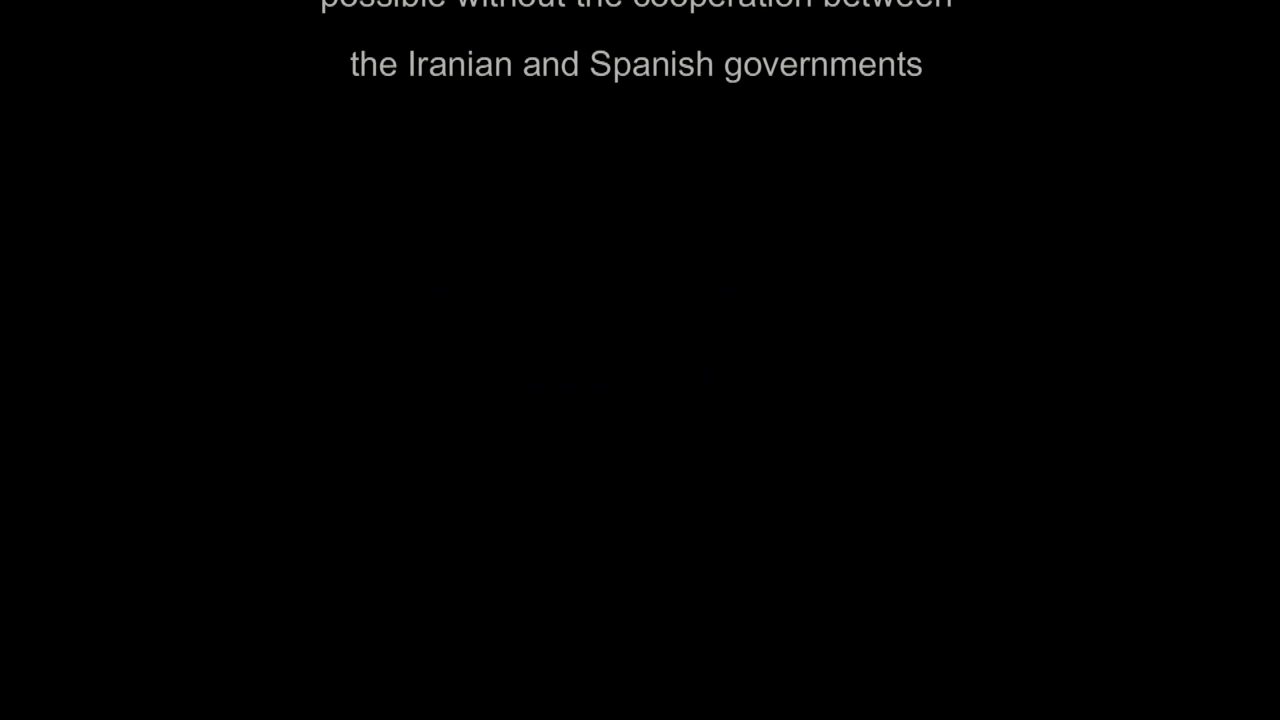 possible without the cooperation between
the Iranian and Spanish governments